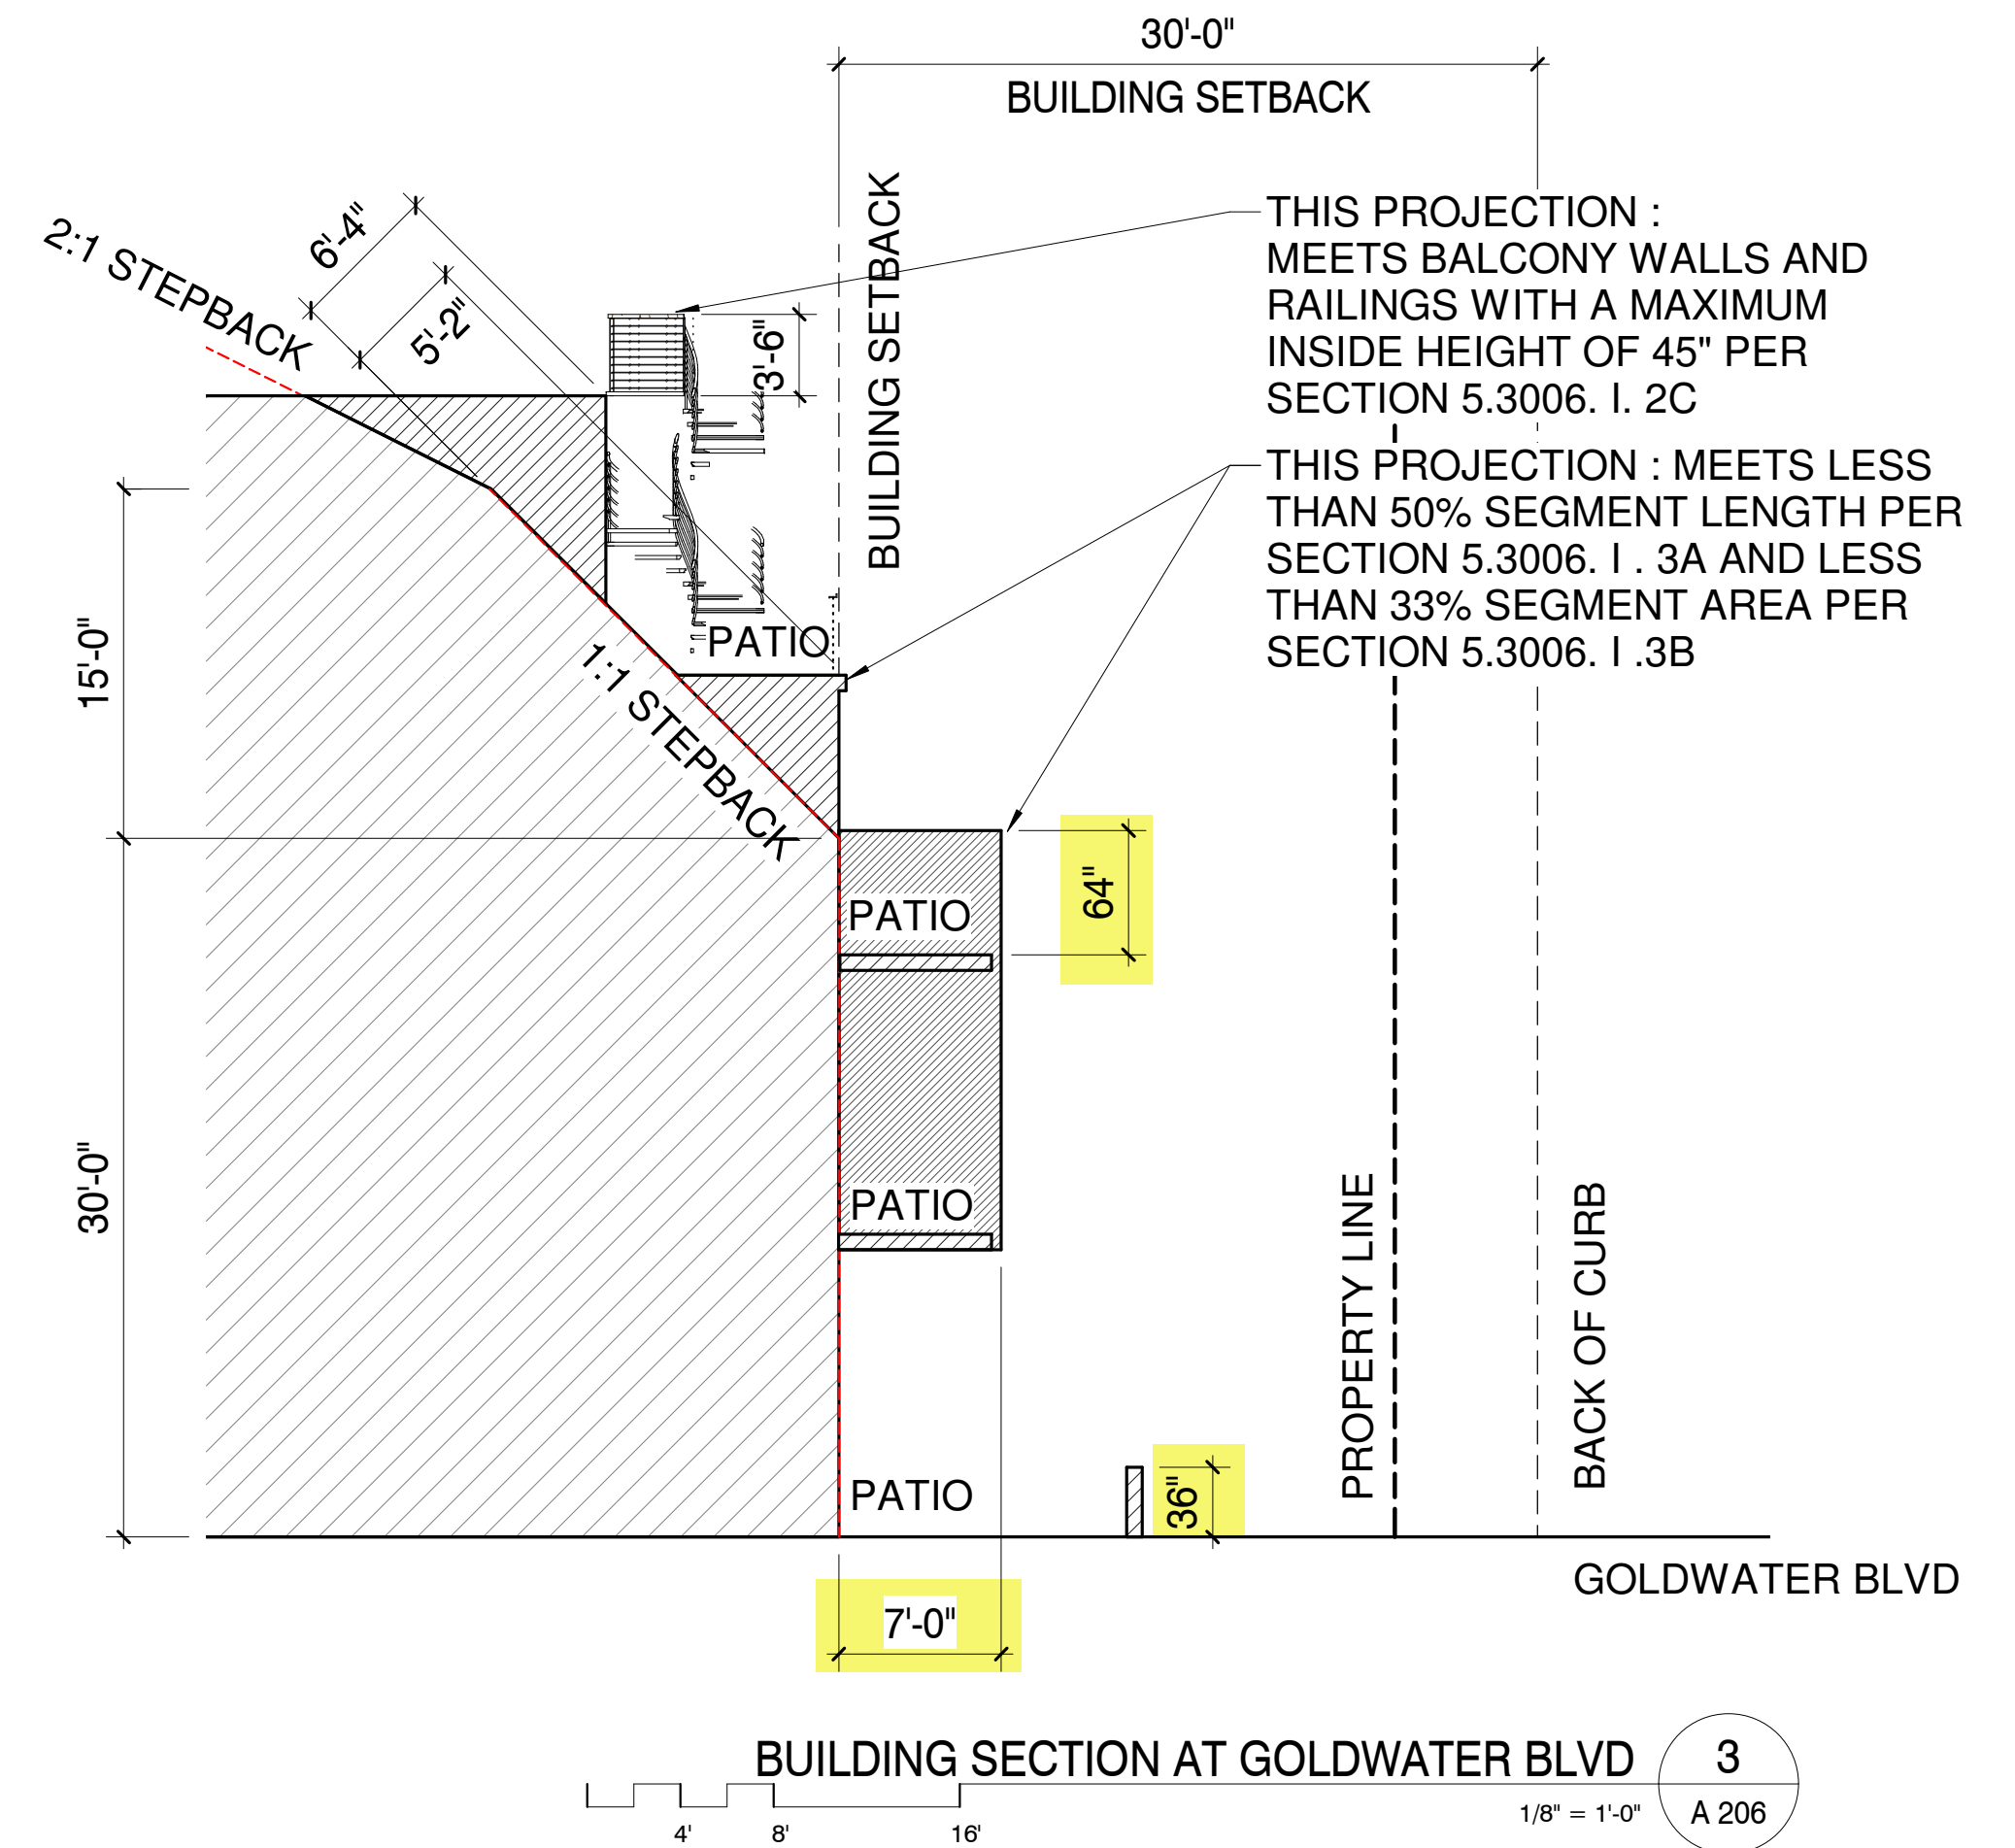 30'-0"
BUILDING SETBACK
BUILDING SETBACK
2:1 STEPBACK
6'-4"
5'-2"
3'-6"
THIS PROJECTION :
MEETS BALCONY WALLS AND
RAILINGS WITH A MAXIMUM
INSIDE HEIGHT OF 45" PER
SECTION 5.3006. I. 2C
THIS PROJECTION : MEETS LESS
THAN 50% SEGMENT LENGTH PER
SECTION 5.3006. I . 3A AND LESS
THAN 33% SEGMENT AREA PER
SECTION 5.3006. I .3B
15'-0"
PATIO
1:1 STEPBACK
64"
PATIO
30'-0"
PATIO
PROPERTY LINE
BACK OF CURB
PATIO
36"
GOLDWATER BLVD
7'-0"
BUILDING SECTION AT GOLDWATER BLVD
3
1/8" = 1'-0"
A 206
4'
8'
16'